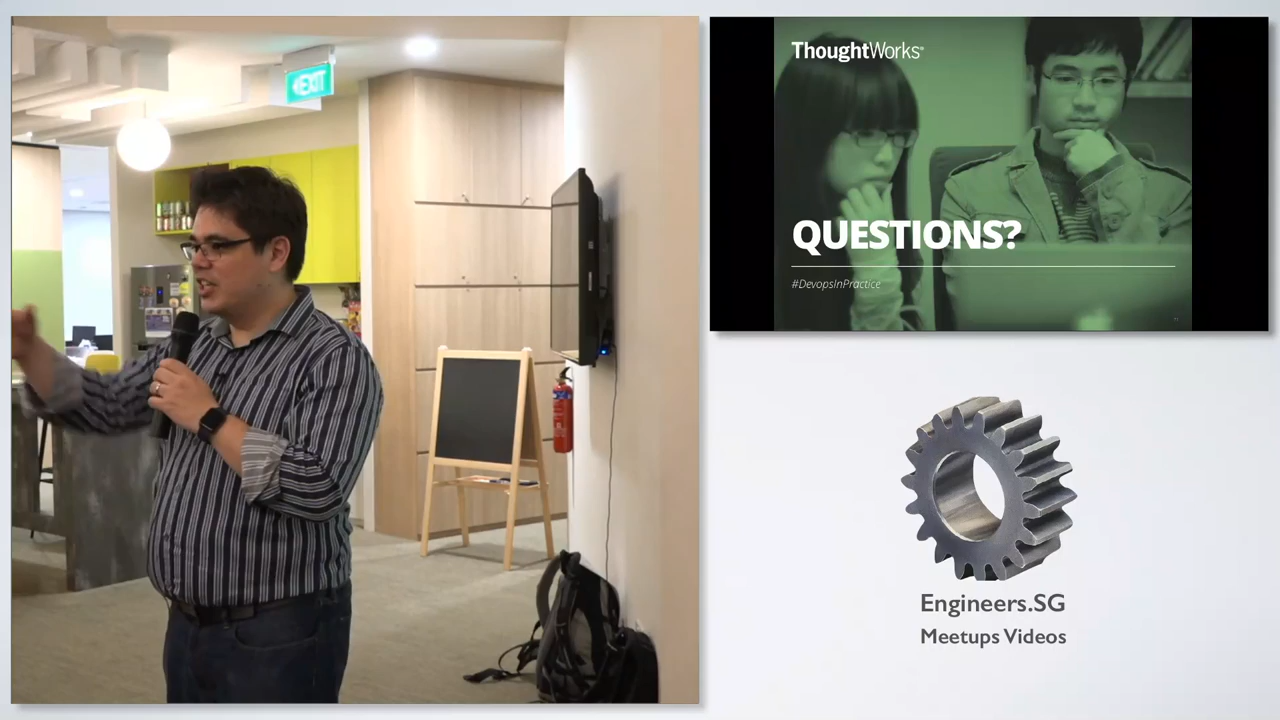 EXIT
ThoughtWorks®
QUESTIONS?
#DevopsInPractice
Engineers.SG
Meetups Videos